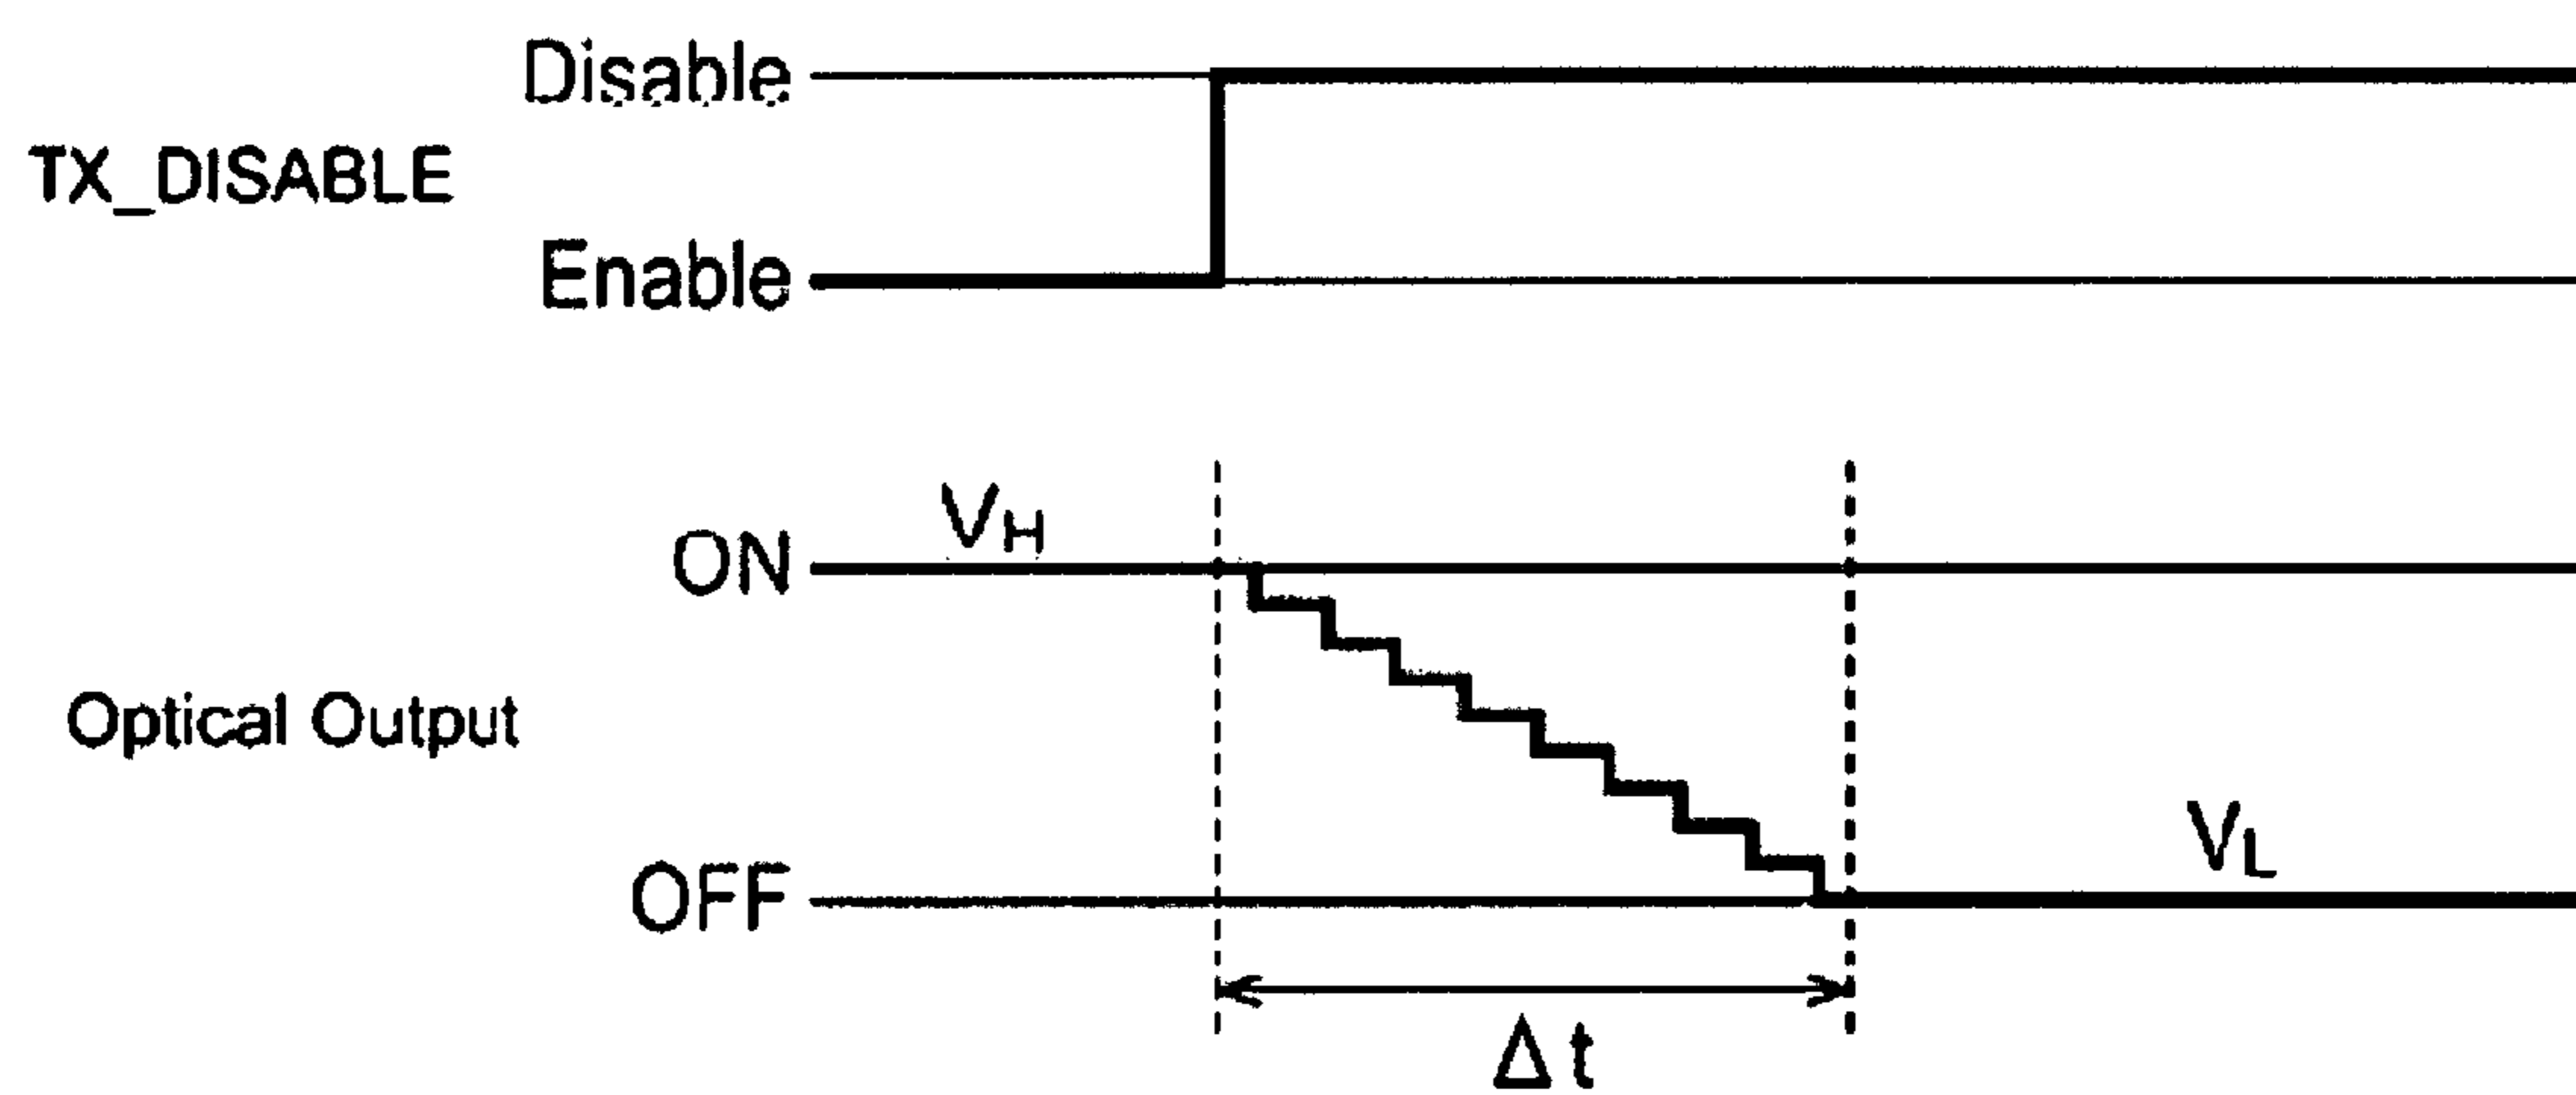 Disable
TX_DISABLE
Enable
VH
ON
Optical Output
OFF
VL
Δt